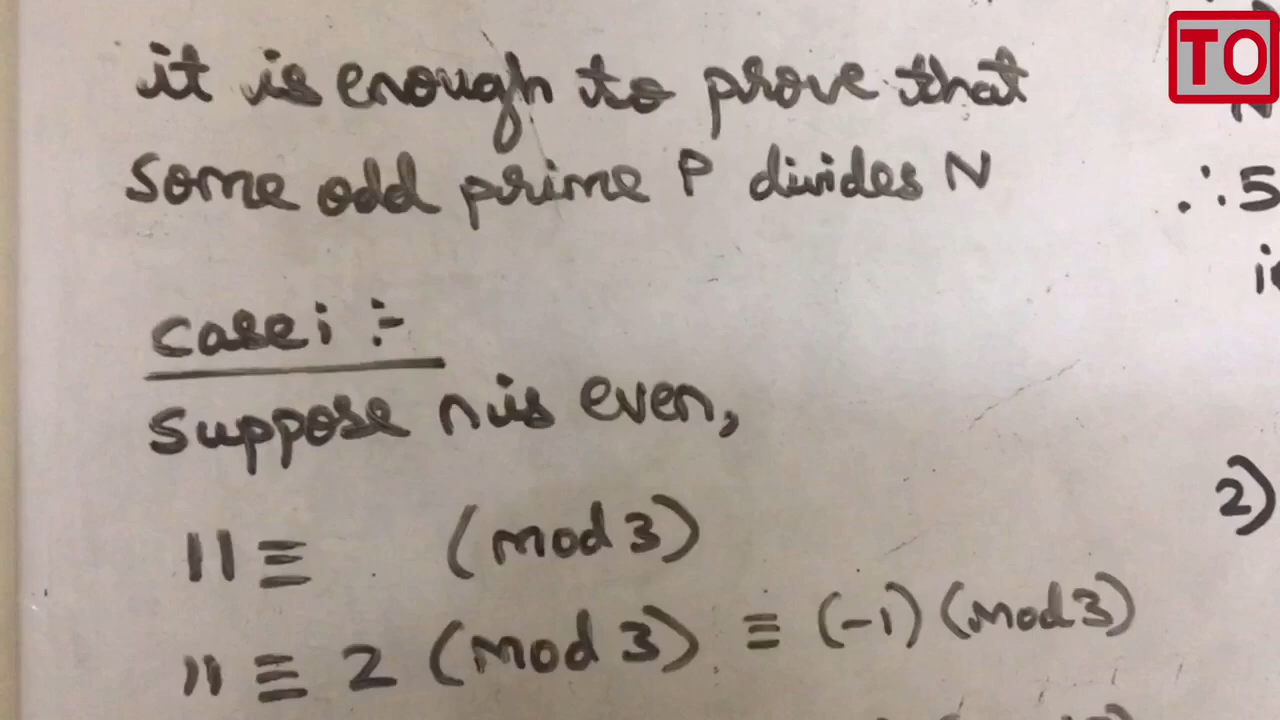 it is enough to prove that
some odd prime P divides N
case i :-
suppose n is even,
11 ≡ (mod 3)
11 ≡ 2 (mod 3) ≡ (-1) (mod 3)
TO
∴ 5
2)